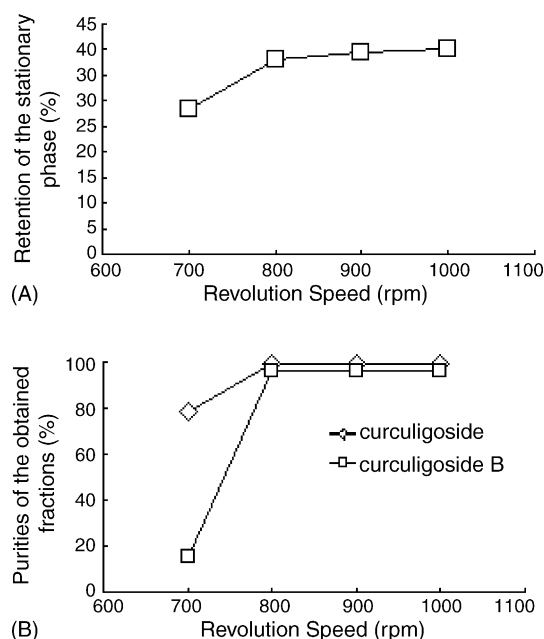 45
40
30
30
25
20
15
10
5
0
Retention of the stationary
phase (%)
600 700 800 900 1000 1100
(A) Revolution Speed (rpm)
100
80
60
40
20
0
Purities of the obtained
fractions (%)
curculigoside
curculigoside B
600 700 800 900 1000 1100
(B) Revolution Speed (rpm)